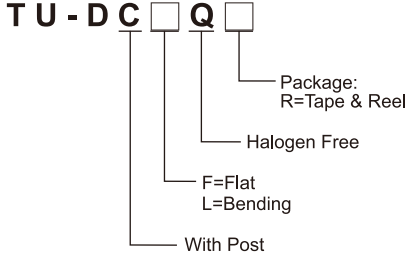 TU-DC□Q□
Package:
R=Tape & Reel
Halogen Free
F=Flat
L=Bending
With Post